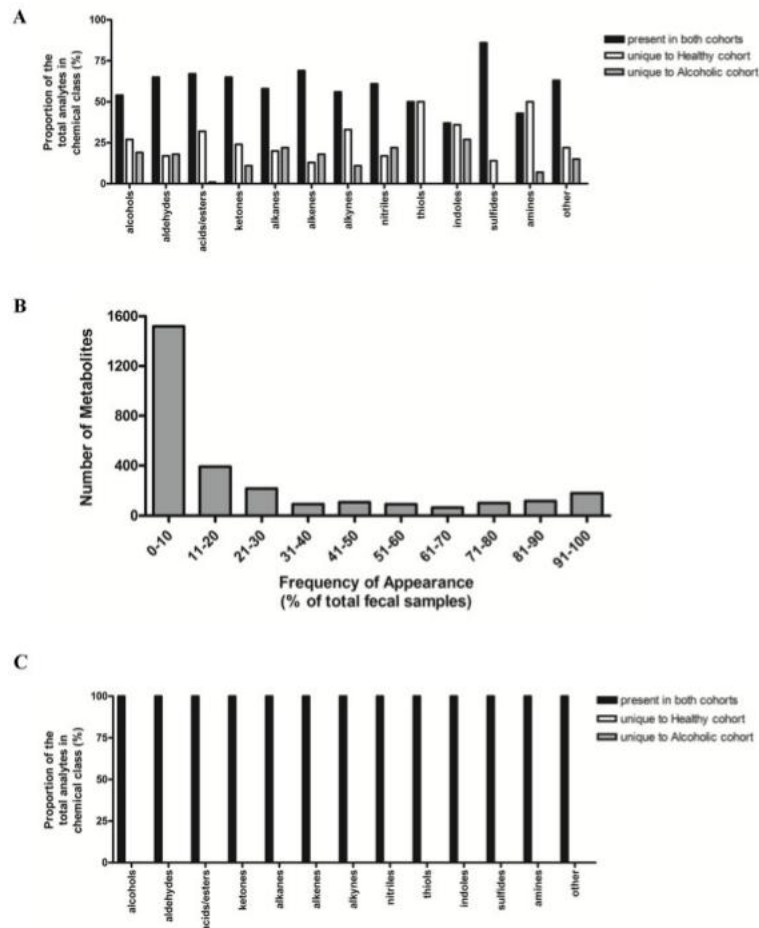 A
Proportion of the
total analytes in
chemical class (%)
100
75
50
25
0
present in both cohorts
unique to Healthy cohort
unique to Alcoholic cohort
alcohols
aldehydes
acids/esters
ketones
alkanes
alkenes
alkynes
nitriles
thiols
indoles
sulfides
amines
other
B
Number of Metabolites
1600
1200
800
400
0
0-10
11-20
21-30
31-40
41-50
51-60
61-70
71-80
81-90
91-100
Frequency of Appearance
(% of total fecal samples)
C
Proportion of the
total analytes in
chemical class (%)
100
75
50
25
0
present in both cohorts
unique to Healthy cohort
unique to Alcoholic cohort
alcohols
aldehydes
acids/esters
ketones
alkanes
alkenes
alkynes
nitriles
thiols
indoles
sulfides
amines
other